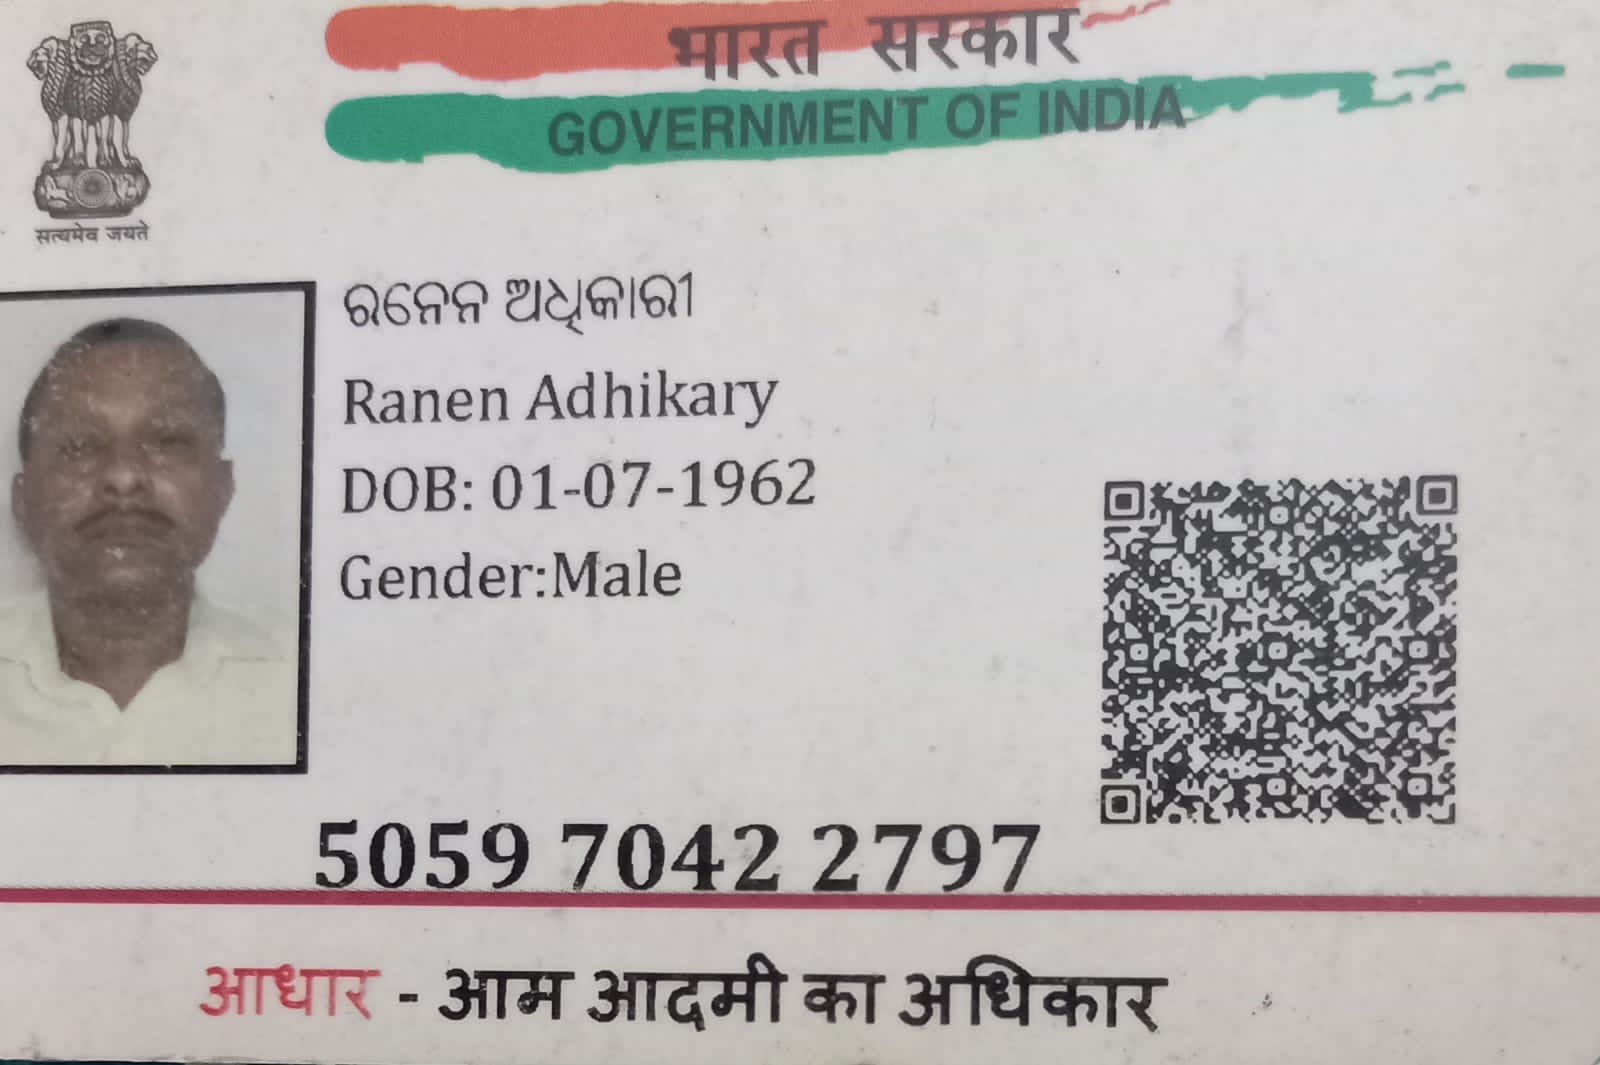 भारत सरकार
GOVERNMENT OF INDIA
सत्यमेव जयते
ରନେନ ଅଧିକାରୀ
Ranen Adhikary
DOB: 01-07-1962
Gender:Male
5059 7042 2797
आधार - आम आदमी का अधिकार